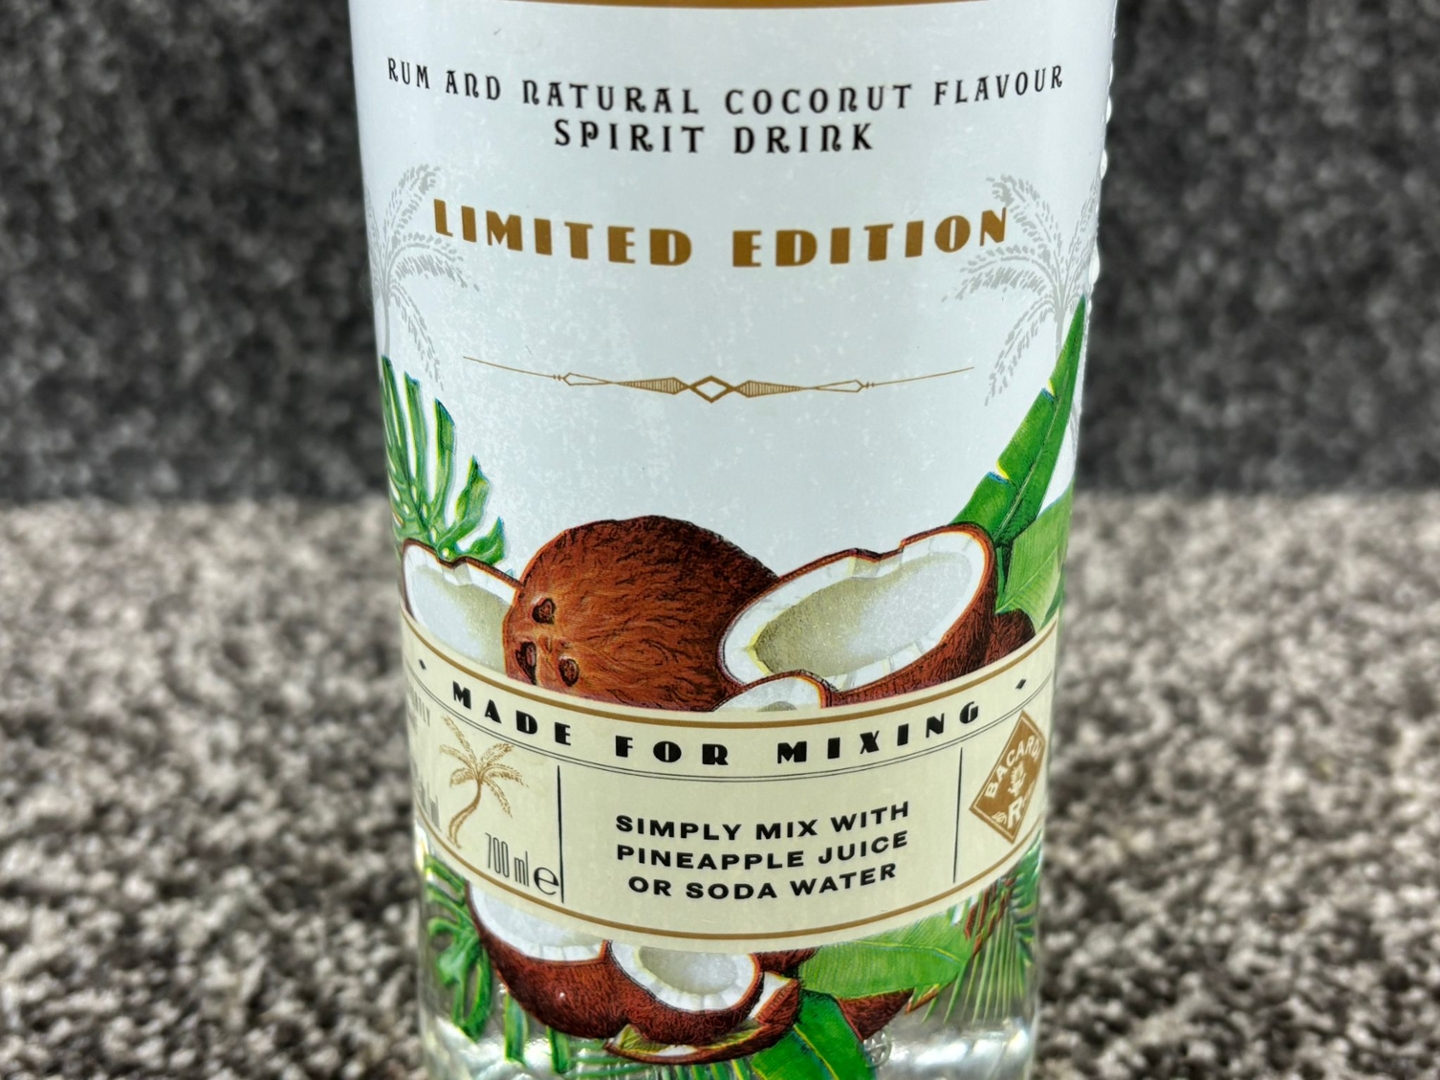 RUM AND NATURAL COCONUT FLAVOUR
SPIRIT DRINK
LIMITED EDITION
MADE FOR MIXING
700 ml e
SIMPLY MIX WITH
PINEAPPLE JUICE
OR SODA WATER
BACARDI